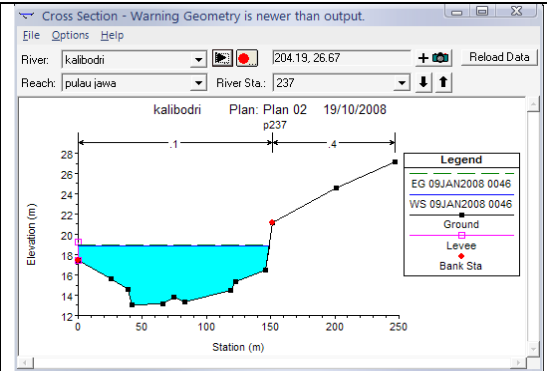 Cross Section - Warning Geometry is newer than output.
File Options Help
River: kalibodri 204.19, 26.67 Reload Data
Reach: pulau jawa River Sta.: 237
kalibodri Plan: Plan 02 19/10/2008
p237
.1 .4
Elevation (m)
28
26
24
22
20
18
16
14
12
0 50 100 150 200 250
Station (m)
Legend
EG 09JAN2008 0046
WS 09JAN2008 0046
Ground
Levee
Bank Sta